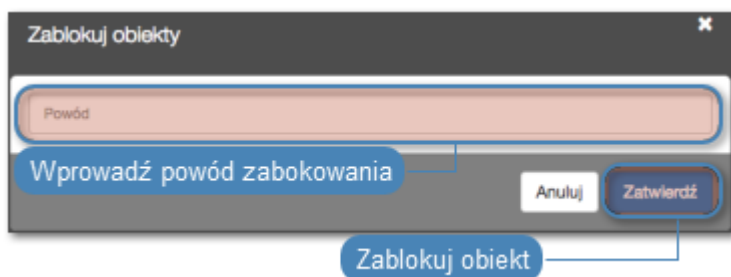 Zablokuj obiekty
Powód
Wprowadź powód zabokowania
Anuluj
Zatwierdź
Zablokuj obiekt